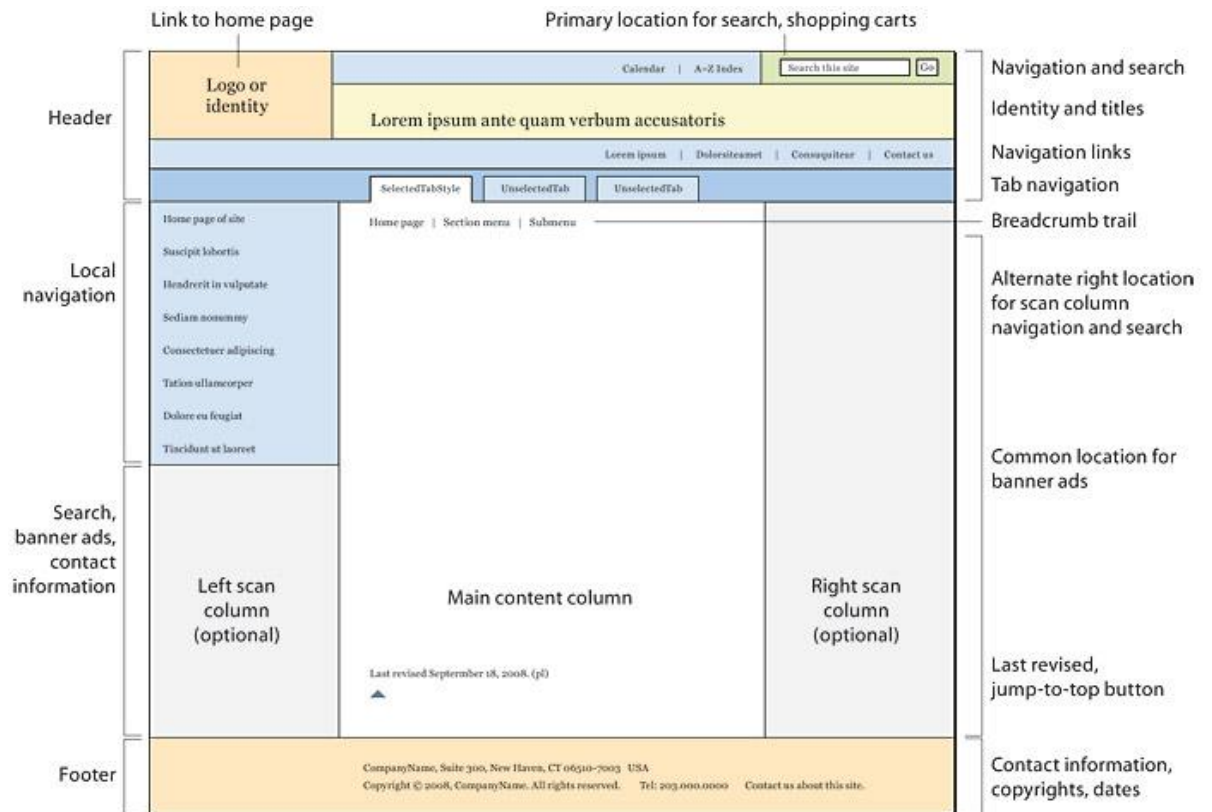 Link to home page
Primary location for search, shopping carts
Header
Logo or
identity
Calendar | A–Z Index
Search this site
Go
Navigation and search
Lorem ipsum ante quam verbum accusatoris
Identity and titles
Lorem ipsum | Dolorsiteamet | Consuquiteur | Contact us
Navigation links
SelectedTabStyle
UnselectedTab
UnselectedTab
Tab navigation
Home page | Section menu | Submenu
Breadcrumb trail
Local
navigation
Home page of site
Suscipit lobortis
Hendrerit in vulputate
Sediam nonummy
Consectetuer adipiscing
Tation ullamcorper
Dolore eu feugiat
Tincidunt ut laoreet
Alternate right location
for scan column
navigation and search
Common location for
banner ads
Search,
banner ads,
contact
information
Left scan
column
(optional)
Main content column
Right scan
column
(optional)
Last revised Septermber 18, 2008. (pl)
Last revised,
jump-to-top button
Footer
CompanyName, Suite 300, New Haven, CT 06510-7003 USA
Copyright © 2008, CompanyName. All rights reserved. Tel: 203.000.0000 Contact us about this site.
Contact information,
copyrights, dates